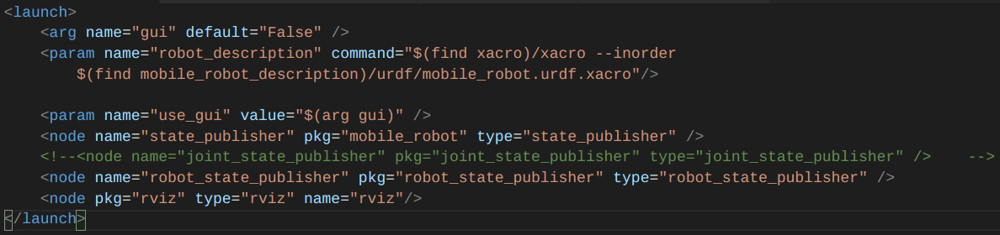 <launch>
    <arg name="gui" default="False" />
    <param name="robot_description" command="$(find xacro)/xacro --inorder
        $(find mobile_robot_description)/urdf/mobile_robot.urdf.xacro"/>

    <param name="use_gui" value="$(arg gui)" />
    <node name="state_publisher" pkg="mobile_robot" type="state_publisher" />
    <!--<node name="joint_state_publisher" pkg="joint_state_publisher" type="joint_state_publisher" />    -->
    <node name="robot_state_publisher" pkg="robot_state_publisher" type="robot_state_publisher" />
    <node pkg="rviz" type="rviz" name="rviz"/>
</launch>